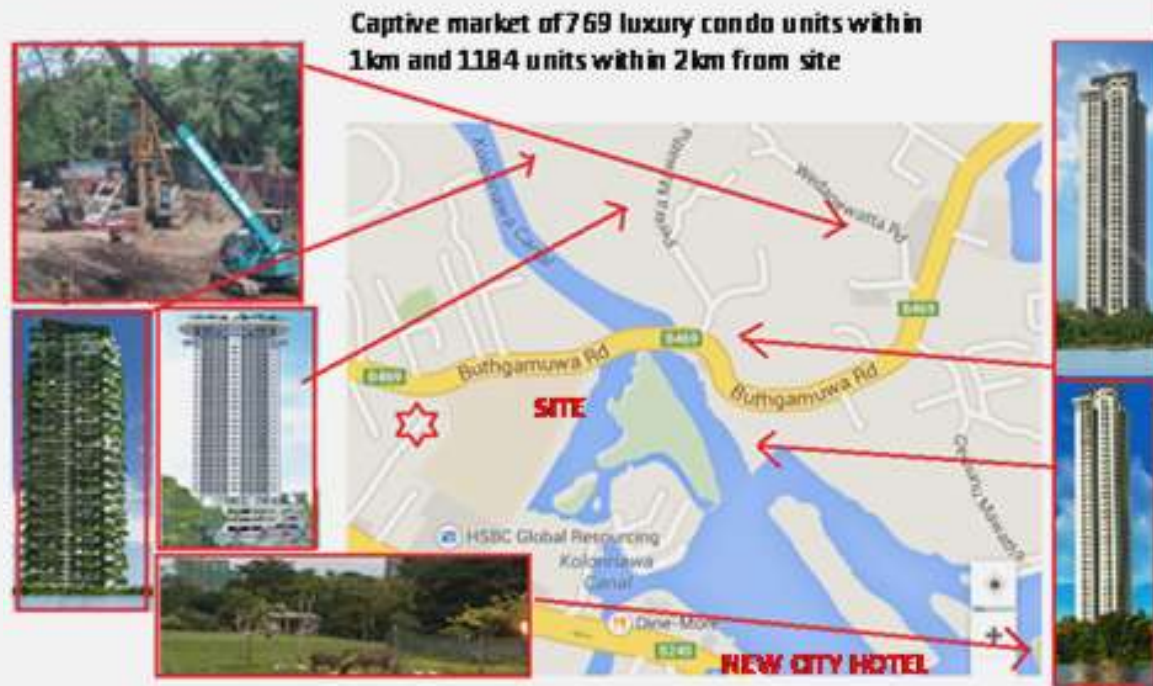 Captive market of 769 luxury condo units within
1km and 1184 units within 2km from site
Kolonnawa Canal
Wedagewatta Rd
B469
B469
B469
Buthgamuwa Rd
Buthgamuwa Rd
SITE
HSBC Global Resourcing
Kolonnawa
Canal
Dine-More
B240
NEW CITY HOTEL